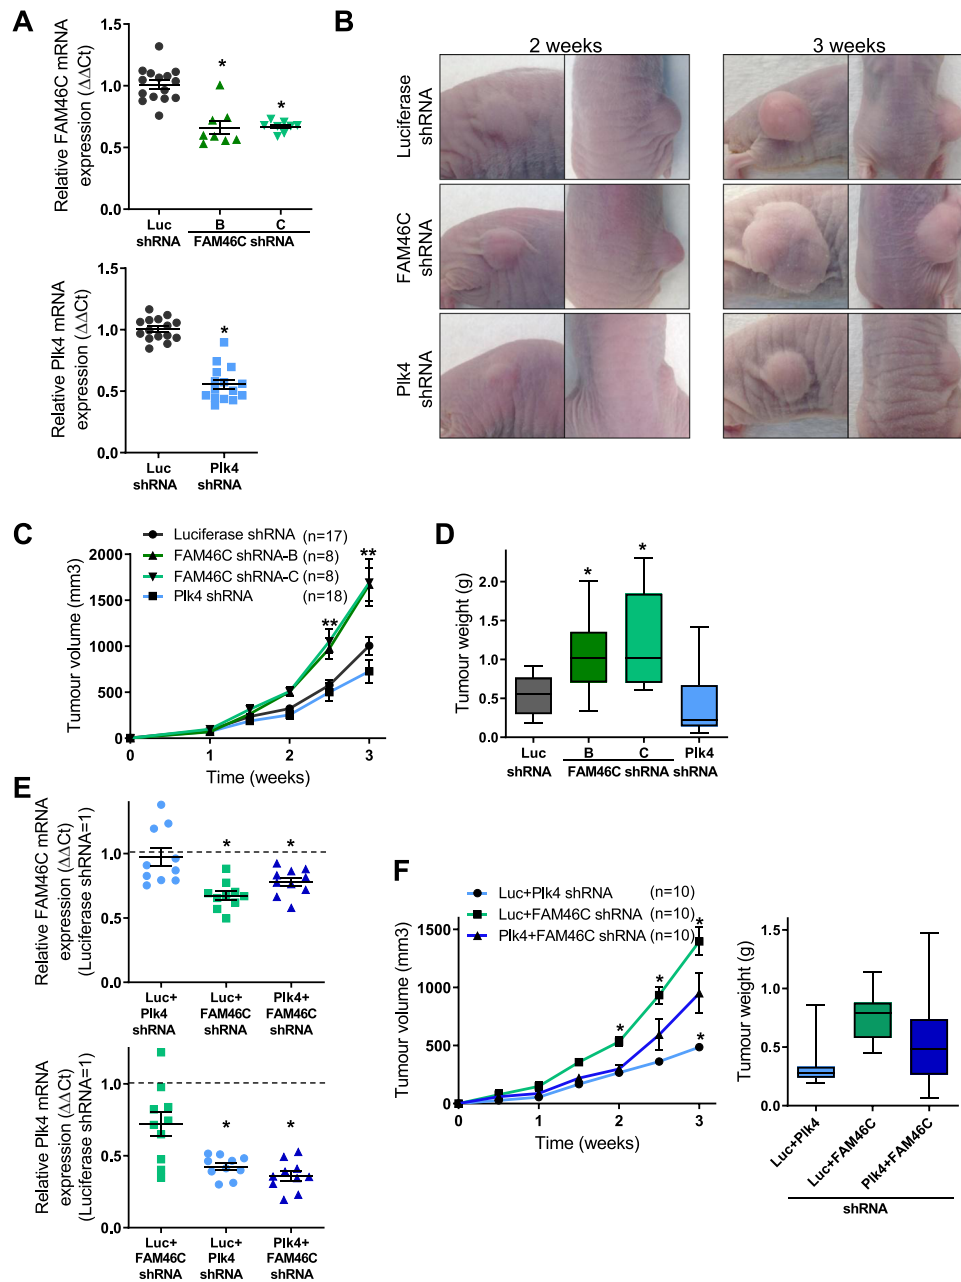 A
Relative FAM46C mRNA
expression (ΔΔCt)
1.5
1.0
0.5
0
*
*
Luc
shRNA
B
C
FAM46C shRNA
Relative Plk4 mRNA
expression (ΔΔCt)
1.5
1.0
0.5
0
*
Luc
shRNA
Plk4
shRNA
B
2 weeks
3 weeks
Luciferase
shRNA
FAM46C
shRNA
Plk4
shRNA
C
Tumour volume (mm3)
2000
1500
1000
500
0
Luciferase shRNA (n=17)
FAM46C shRNA-B (n=8)
FAM46C shRNA-C (n=8)
Plk4 shRNA (n=18)
**
**
0
1
2
3
Time (weeks)
D
Tumour weight (g)
2.0
1.5
1.0
0.5
0.0
*
*
Luc
shRNA
B
C
FAM46C shRNA
Plk4
shRNA
E
Relative FAM46C mRNA
expression (ΔΔCt)
(Luciferase shRNA=1)
1.0
0.5
0.0
*
*
Luc+
Plk4
shRNA
Luc+
FAM46C
shRNA
Plk4+
FAM46C
shRNA
Relative Plk4 mRNA
expression (ΔΔCt)
(Luciferase shRNA=1)
1.0
0.5
0.0
*
*
Luc+
FAM46C
shRNA
Luc+
Plk4
shRNA
Plk4+
FAM46C
shRNA
F
Tumour volume (mm3)
1500
1000
500
0
Luc+Plk4 shRNA (n=10)
Luc+FAM46C shRNA (n=10)
Plk4+FAM46C shRNA (n=10)
*
*
*
*
0
1
2
3
Time (weeks)
Tumour weight (g)
1.5
1.0
0.5
0.0
Luc+Plk4
Luc+FAM46C
Plk4+FAM46C
shRNA